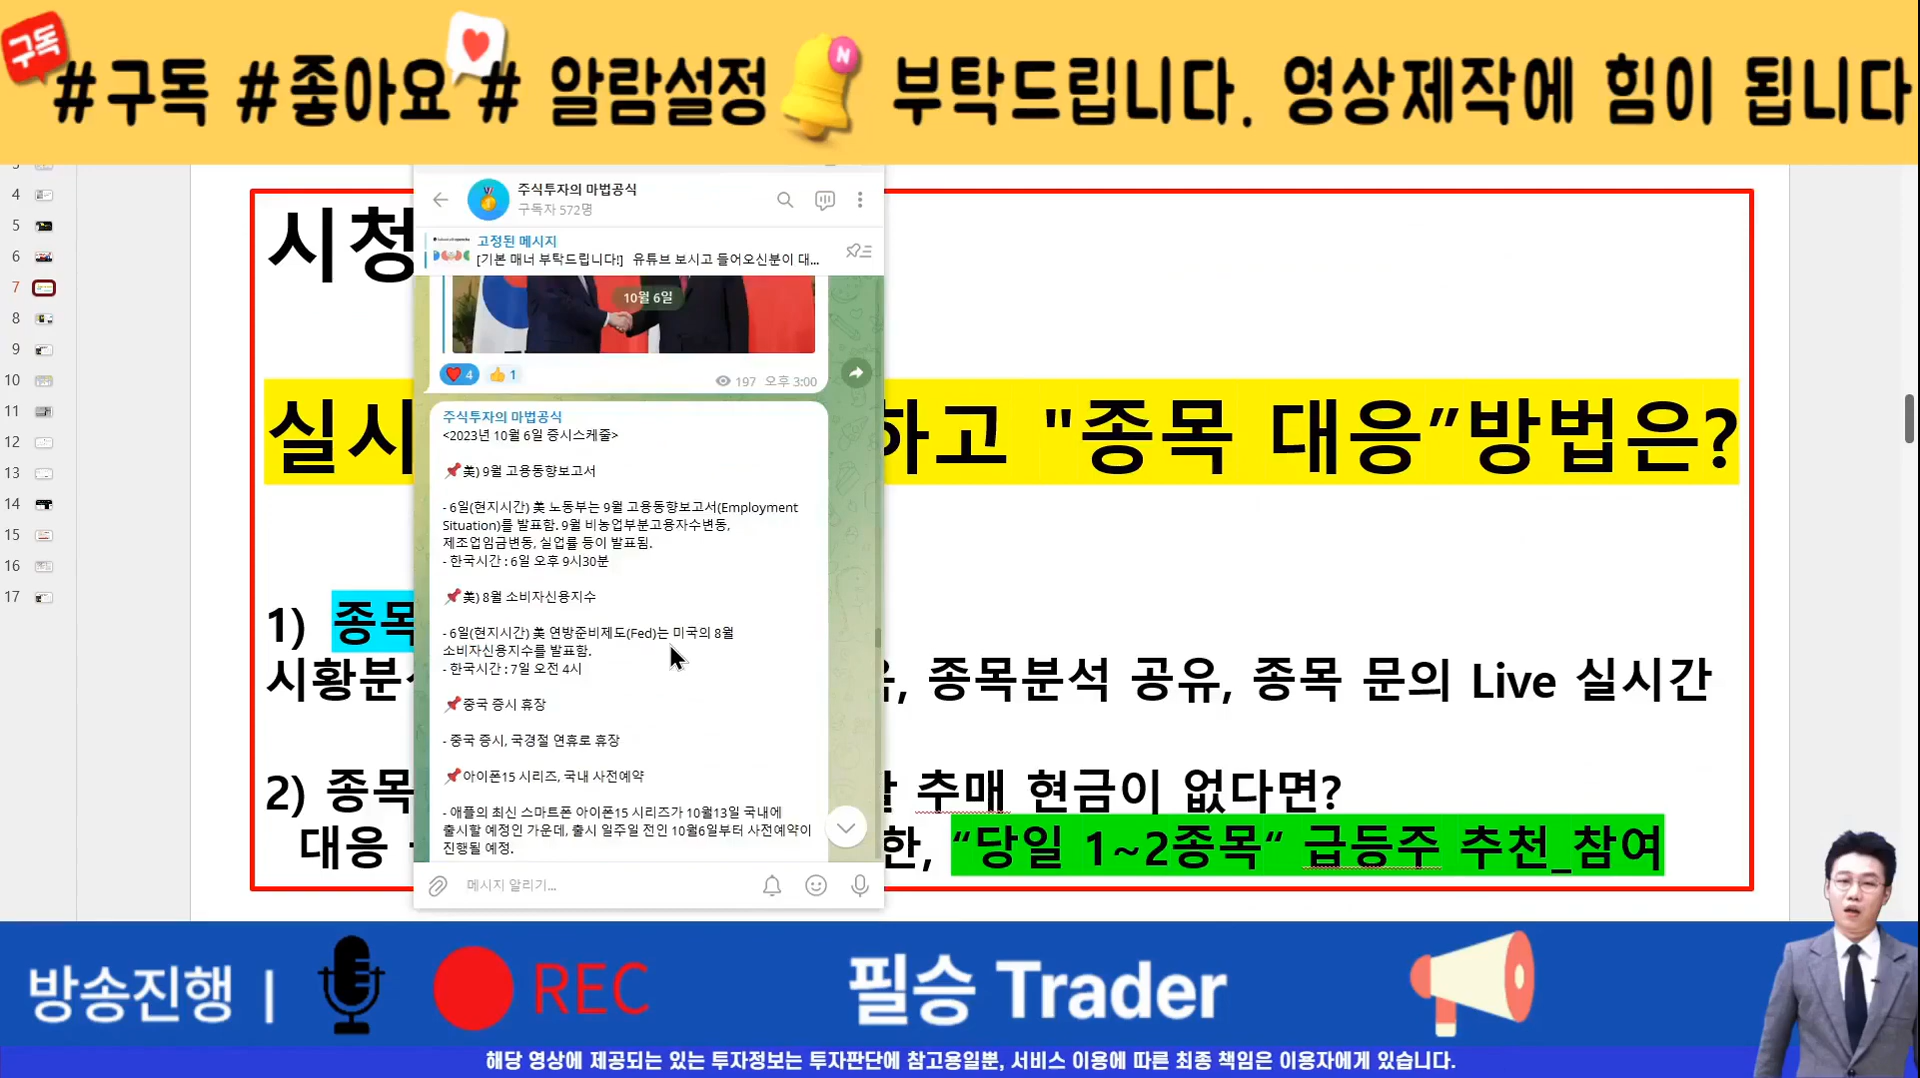 구독
#구독 #좋아요 # 알람설정 N 부탁드립니다. 영상제작에 힘이 됩니다
4
5
6
7
8
9
10
11
12
13
14
15
16
17
시청
실시
하고 "종목 대응”방법은?
1) 종목
시황분
, 종목분석 공유, 종목 문의 Live 실시간
2) 종목
추매 현금이 없다면?
대응
한, “당일 1~2종목“ 급등주 추천_참여
주식투자의 마법공식
구독자 572명
고정된 메시지
[기본 매너 부탁드립니다!] 유튜브 보시고 들어오신분이 대...
10월 6일
4
1
197 오후 3:00
주식투자의 마법공식
<2023년 10월 6일 증시스케줄>
美) 9월 고용동향보고서
- 6일(현지시간) 美 노동부는 9월 고용동향보고서(Employment
Situation)를 발표함. 9월 비농업부분고용자수변동,
제조업임금변동, 실업률 등이 발표됨.
- 한국시간 : 6일 오후 9시30분
美) 8월 소비자신용지수
- 6일(현지시간) 美 연방준비제도(Fed)는 미국의 8월
소비자신용지수를 발표함.
- 한국시간 : 7일 오전 4시
중국 증시 휴장
- 중국 증시, 국경절 연휴로 휴장
아이폰15 시리즈, 국내 사전예약
- 애플의 최신 스마트폰 아이폰15 시리즈가 10월13일 국내에
출시할 예정인 가운데, 출시 일주일 전인 10월6일부터 사전예약이
진행될 예정.
메시지 알리기...
방송진행 | REC 필승 Trader
해당 영상에 제공되는 있는 투자정보는 투자판단에 참고용일뿐, 서비스 이용에 따른 최종 책임은 이용자에게 있습니다.